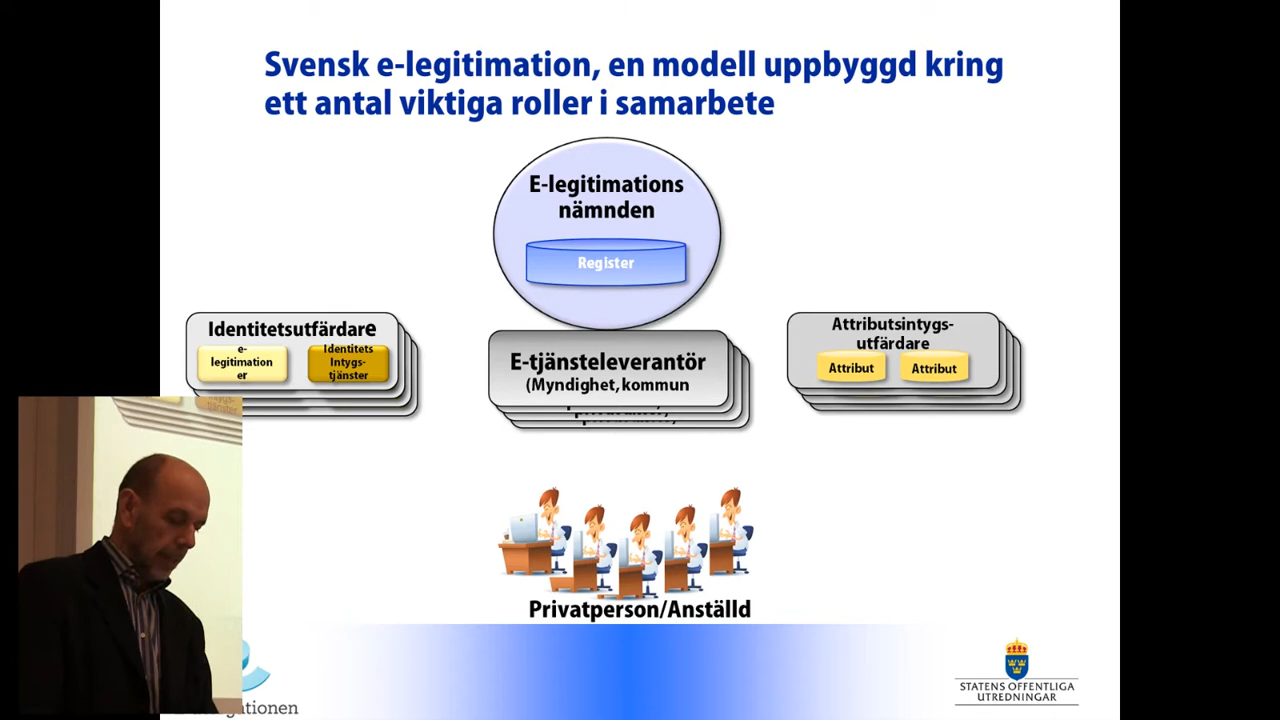 Svensk e-legitimation, en modell uppbyggd kring
ett antal viktiga roller i samarbete
E-legitimations
nämnden
Register
Identitetsutfärdare
e-
legitimation
er
Identitets
Intygs-
tjänster
E-tjänsteleverantör
(Myndighet, kommun
Attributsintygs-
utfärdare
Attribut
Attribut
Privatperson/Anställd
STATENS OFFENTLIGA
UTREDNINGAR